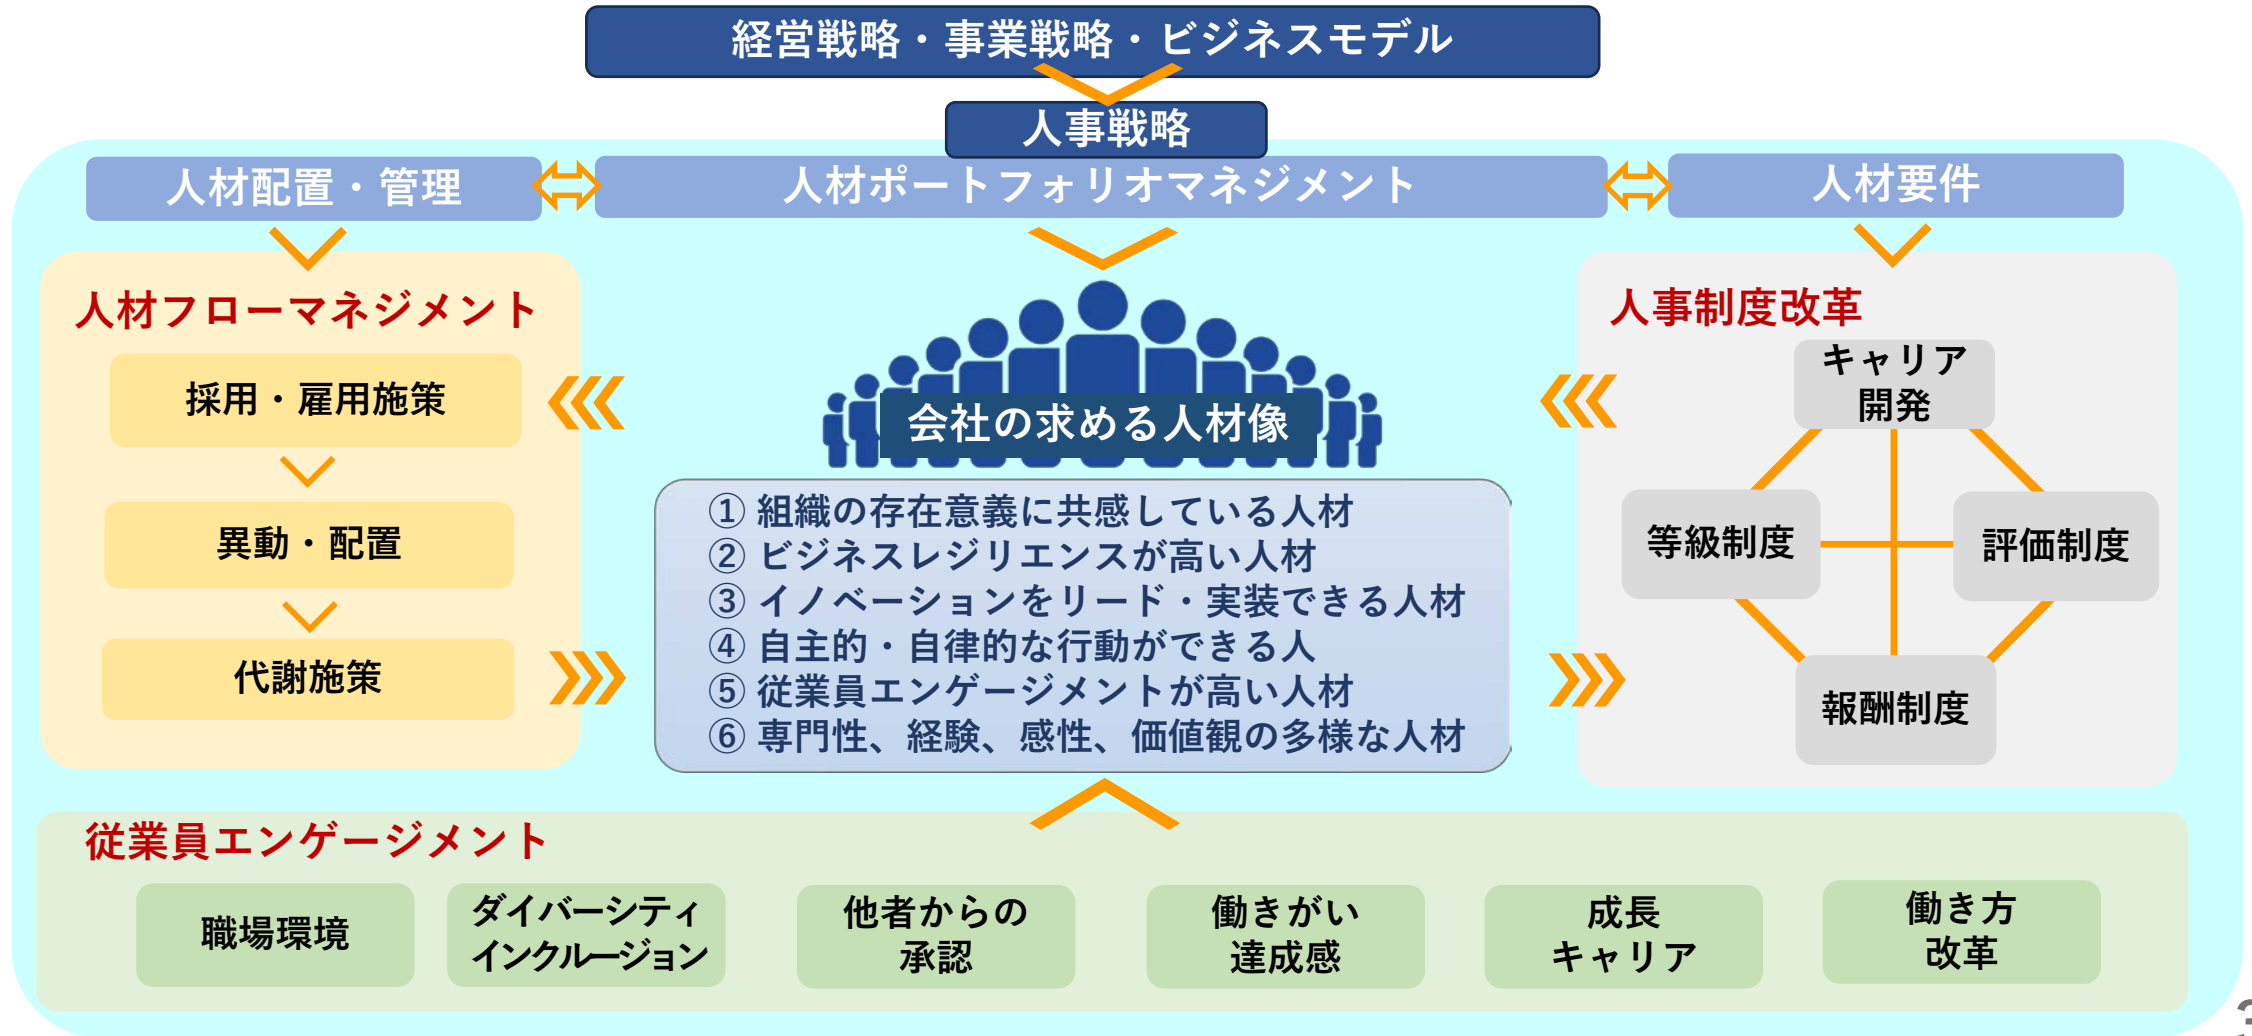 経営戦略・事業戦略・ビジネスモデル
人事戦略
人材配置・管理
人材ポートフォリオマネジメント
人材要件
人材フローマネジメント
採用・雇用施策
異動・配置
代謝施策
会社の求める人材像
① 組織の存在意義に共感している人材
② ビジネスレジリエンスが高い人材
③ イノベーションをリード・実装できる人材
④ 自主的・自律的な行動ができる人
⑤ 従業員エンゲージメントが高い人材
⑥ 専門性、経験、感性、価値観の多様な人材
人事制度改革
キャリア
開発
等級制度
評価制度
報酬制度
従業員エンゲージメント
職場環境
ダイバーシティ
インクルージョン
他者からの
承認
働きがい
達成感
成長
キャリア
働き方
改革